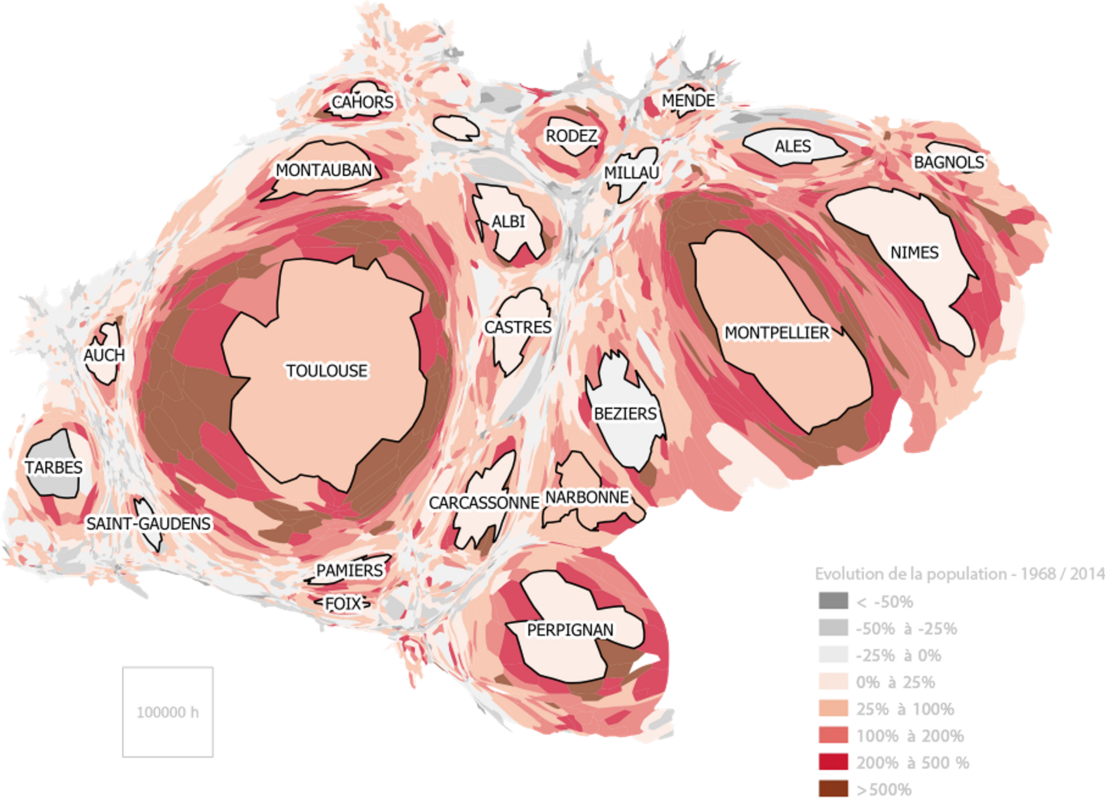 CAHORS
MENDE
RODEZ
ALES
BAGNOLS
MONTAUBAN
MILLAU
ALBI
NIMES
CASTRES
MONTPELLIER
AUCH
TOULOUSE
BEZIERS
TARBES
CARCASSONNE
NARBONNE
SAINT-GAUDENS
PAMIERS
FOIX
PERPIGNAN
100000 h
Evolution de la population - 1968 / 2014
< -50%
-50% à -25%
-25% à 0%
0% à 25%
25% à 100%
100% à 200%
200% à 500 %
>500%